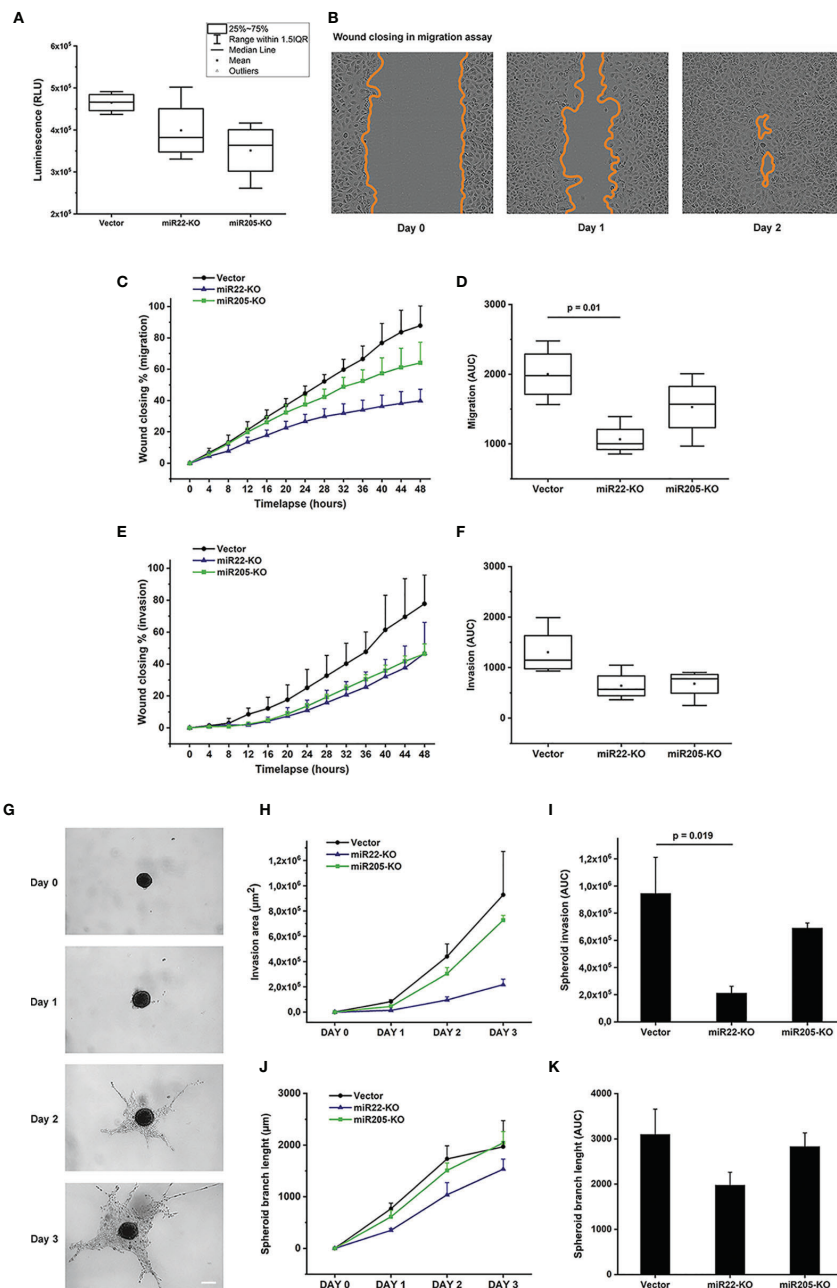 A
25%~75%
Range within 1.5IQR
Median Line
Mean
Outliers
Luminescence (RLU)
6x10⁵
5x10⁵
4x10⁵
3x10⁵
2x10⁵
Vector miR22-KO miR205-KO
B
Wound closing in migration assay
Day 0 Day 1 Day 2
C
Vector
miR22-KO
miR205-KO
Wound closing % (migration)
100
80
60
40
20
0
0 4 8 12 16 20 24 28 32 36 40 44 48
Timelapse (hours)
D
p = 0.01
Migration (AUC)
3000
2000
1000
Vector miR22-KO miR205-KO
E
Vector
miR22-KO
miR205-KO
Wound closing % (invasion)
100
80
60
40
20
0
0 4 8 12 16 20 24 28 32 36 40 44 48
Timelapse (hours)
F
Invasion (AUC)
3000
2000
1000
0
Vector miR22-KO miR205-KO
G
Day 0
Day 1
Day 2
Day 3
H
Vector
miR22-KO
miR205-KO
Invasion area (µm²)
1,2x10⁶
1,0x10⁶
8,0x10⁵
6,0x10⁵
4,0x10⁵
2,0x10⁵
0,0
DAY 0 DAY 1 DAY 2 DAY 3
I
p = 0.019
Spheroid invasion (AUC)
1,2x10⁶
1,0x10⁶
8,0x10⁵
6,0x10⁵
4,0x10⁵
2,0x10⁵
0,0
Vector miR22-KO miR205-KO
J
Vector
miR22-KO
miR205-KO
Spheroid branch lenght (µm)
3000
2000
1000
0
DAY 0 DAY 1 DAY 2 DAY 3
K
Spheroid branch lenght (AUC)
4000
3000
2000
1000
0
Vector miR22-KO miR205-KO